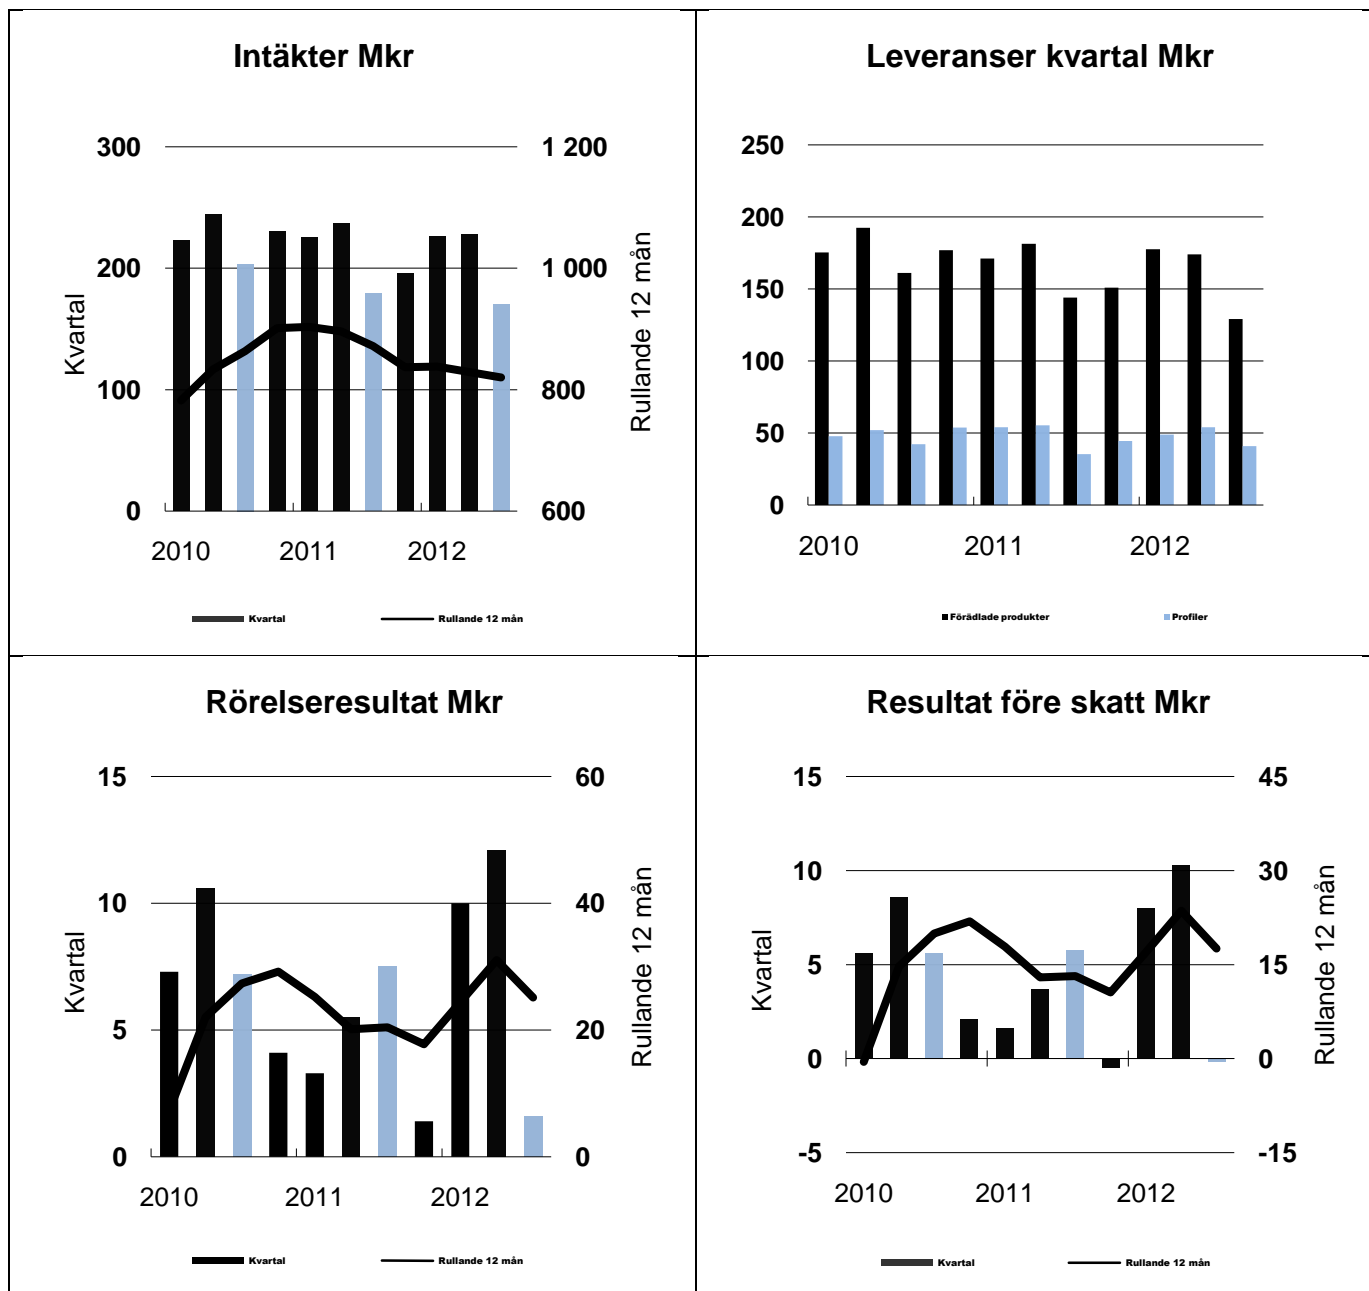 Intäkter Mkr
300
200
100
0
Kvartal
1 200
1 000
800
600
Rullande 12 mån
2010 2011 2012
Kvartal Rullande 12 mån
Leveranser kvartal Mkr
250
200
150
100
50
0
2010 2011 2012
Förädlade produkter Profiler
Rörelseresultat Mkr
15
10
5
0
Kvartal
60
40
20
0
Rullande 12 mån
2010 2011 2012
Kvartal Rullande 12 mån
Resultat före skatt Mkr
15
10
5
0
-5
Kvartal
45
30
15
0
-15
Rullande 12 mån
2010 2011 2012
Kvartal Rullande 12 mån